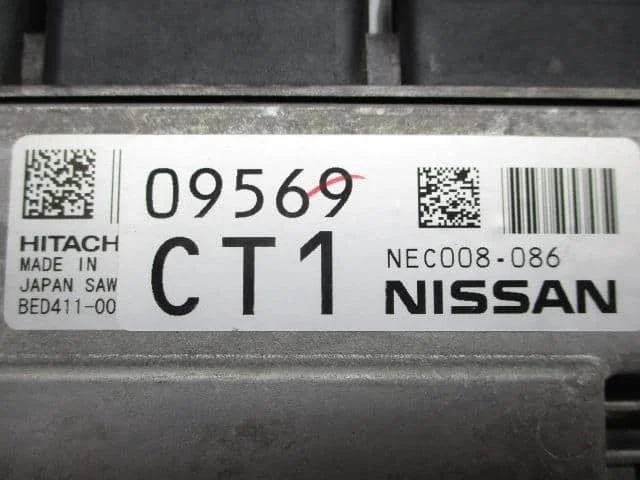 09569
HITACH
MADE IN
JAPAN SAW
BED411-00
CT1
NEC008-086
NISSAN